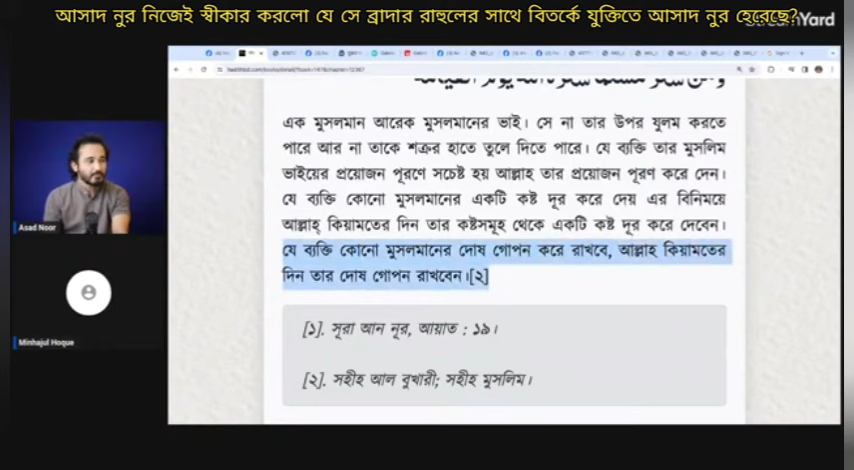 আসাদ নুর নিজেই স্বীকার করলো যে সে ব্রাদার রাহুলের সাথে বিতর্কে যুক্তিতে আসাদ নুর হেরেছে?
এক মুসলমান আরেক মুসলমানের ভাই। সে না তার উপর যুলম করতে
পারে আর না তাকে শত্রুর হাতে তুলে দিতে পারে। যে ব্যক্তি তার মুসলিম
ভাইয়ের প্রয়োজন পূরণে সচেষ্ট হয় আল্লাহ তার প্রয়োজন পূরণ করে দেন।
যে ব্যক্তি কোনো মুসলমানের একটি কষ্ট দূর করে দেয় এর বিনিময়ে
আল্লাহ্ কিয়ামতের দিন তার কষ্টসমূহ থেকে একটি কষ্ট দূর করে দেবেন।
যে ব্যক্তি কোনো মুসলমানের দোষ গোপন করে রাখবে, আল্লাহ কিয়ামতের
দিন তার দোষ গোপন রাখবেন।[২]
[১]. সূরা আন নূর, আয়াত : ১৯।
[২]. সহীহ আল বুখারী; সহীহ মুসলিম।
Asad Noor
Minhajul Hoque